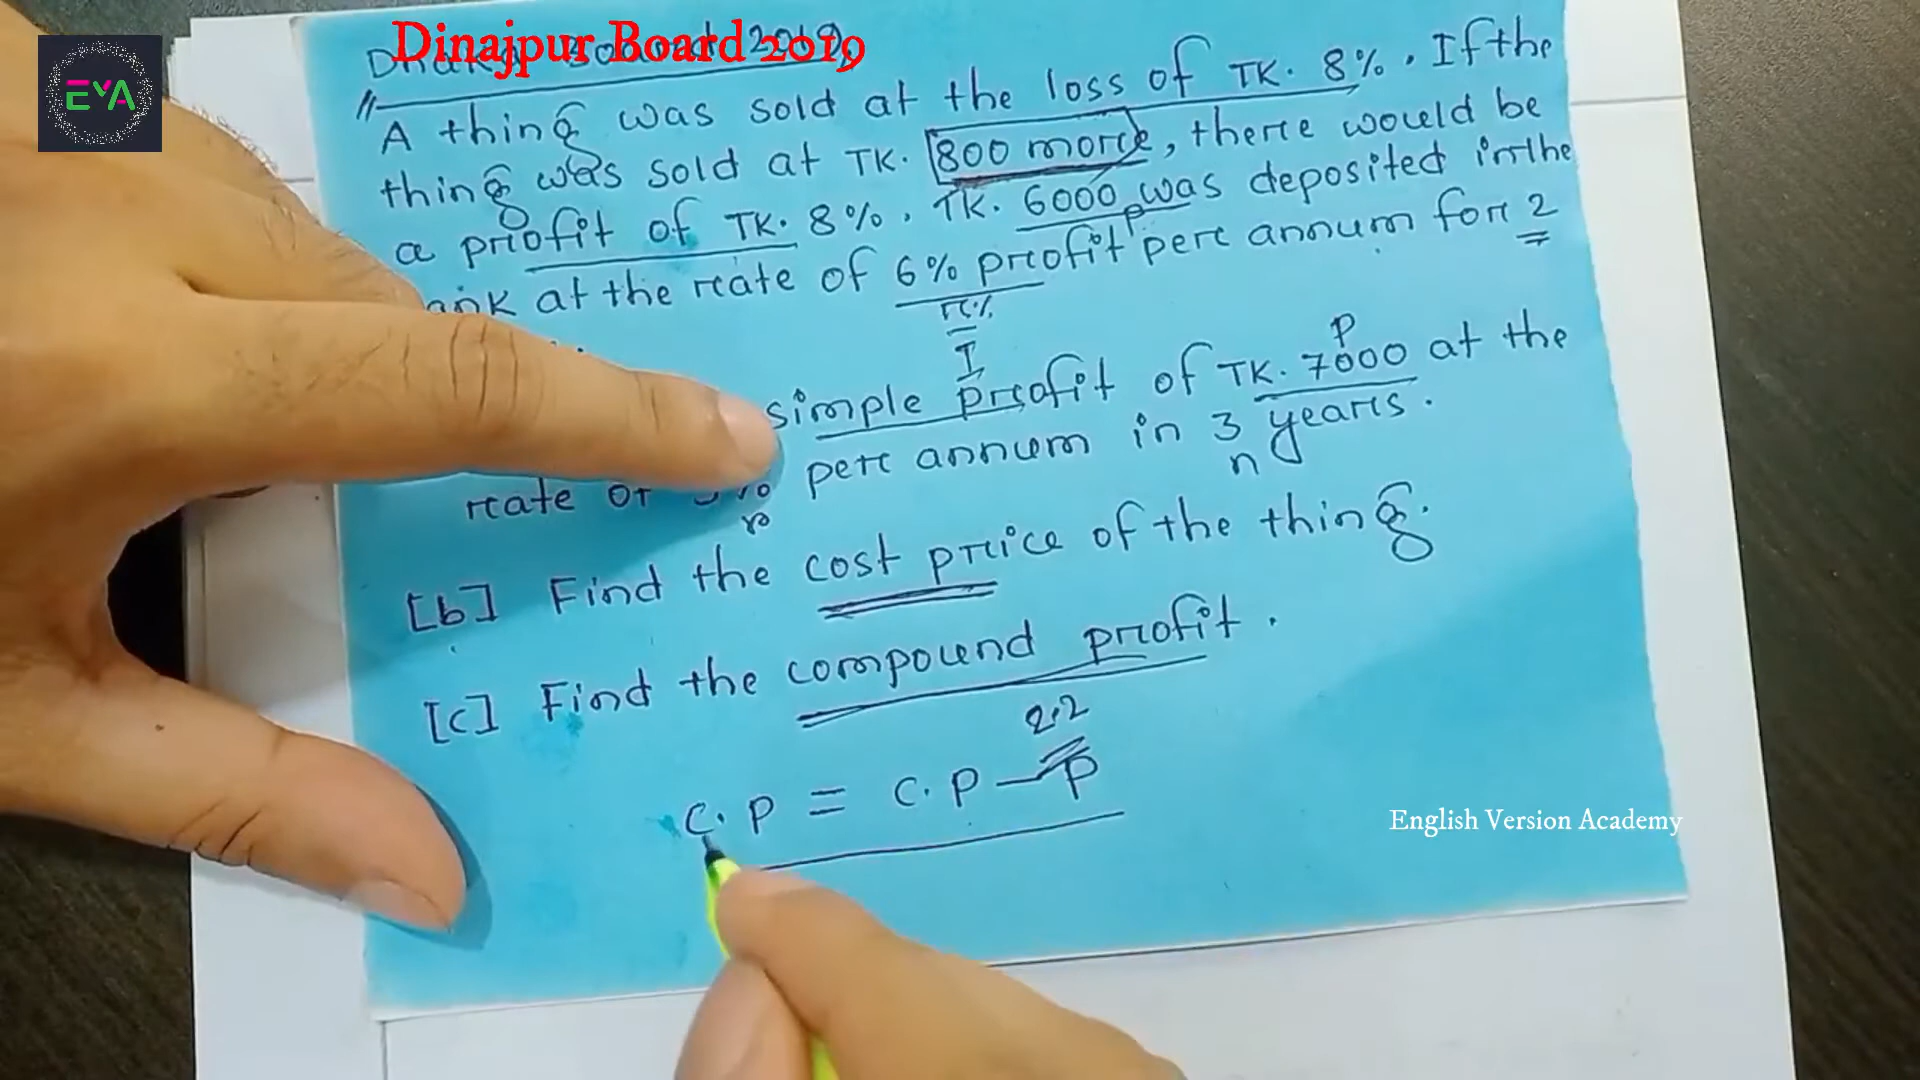 Dinajpur Board 2019
EYA
A thing was sold at the loss of TK. 8%. If the
thing was sold at TK. 800 more, there would be
a profit of TK. 8%. TK. 6000 was deposited in the
at the rate of 6% profit per annum for 2
P
r%
I
P
simple profit of TK. 7000 at the
rate of per annum in 3 years.
n
r
[b] Find the cost price of the thing.
[c] Find the compound profit.
2.2
C.P = C.P - P
English Version Academy